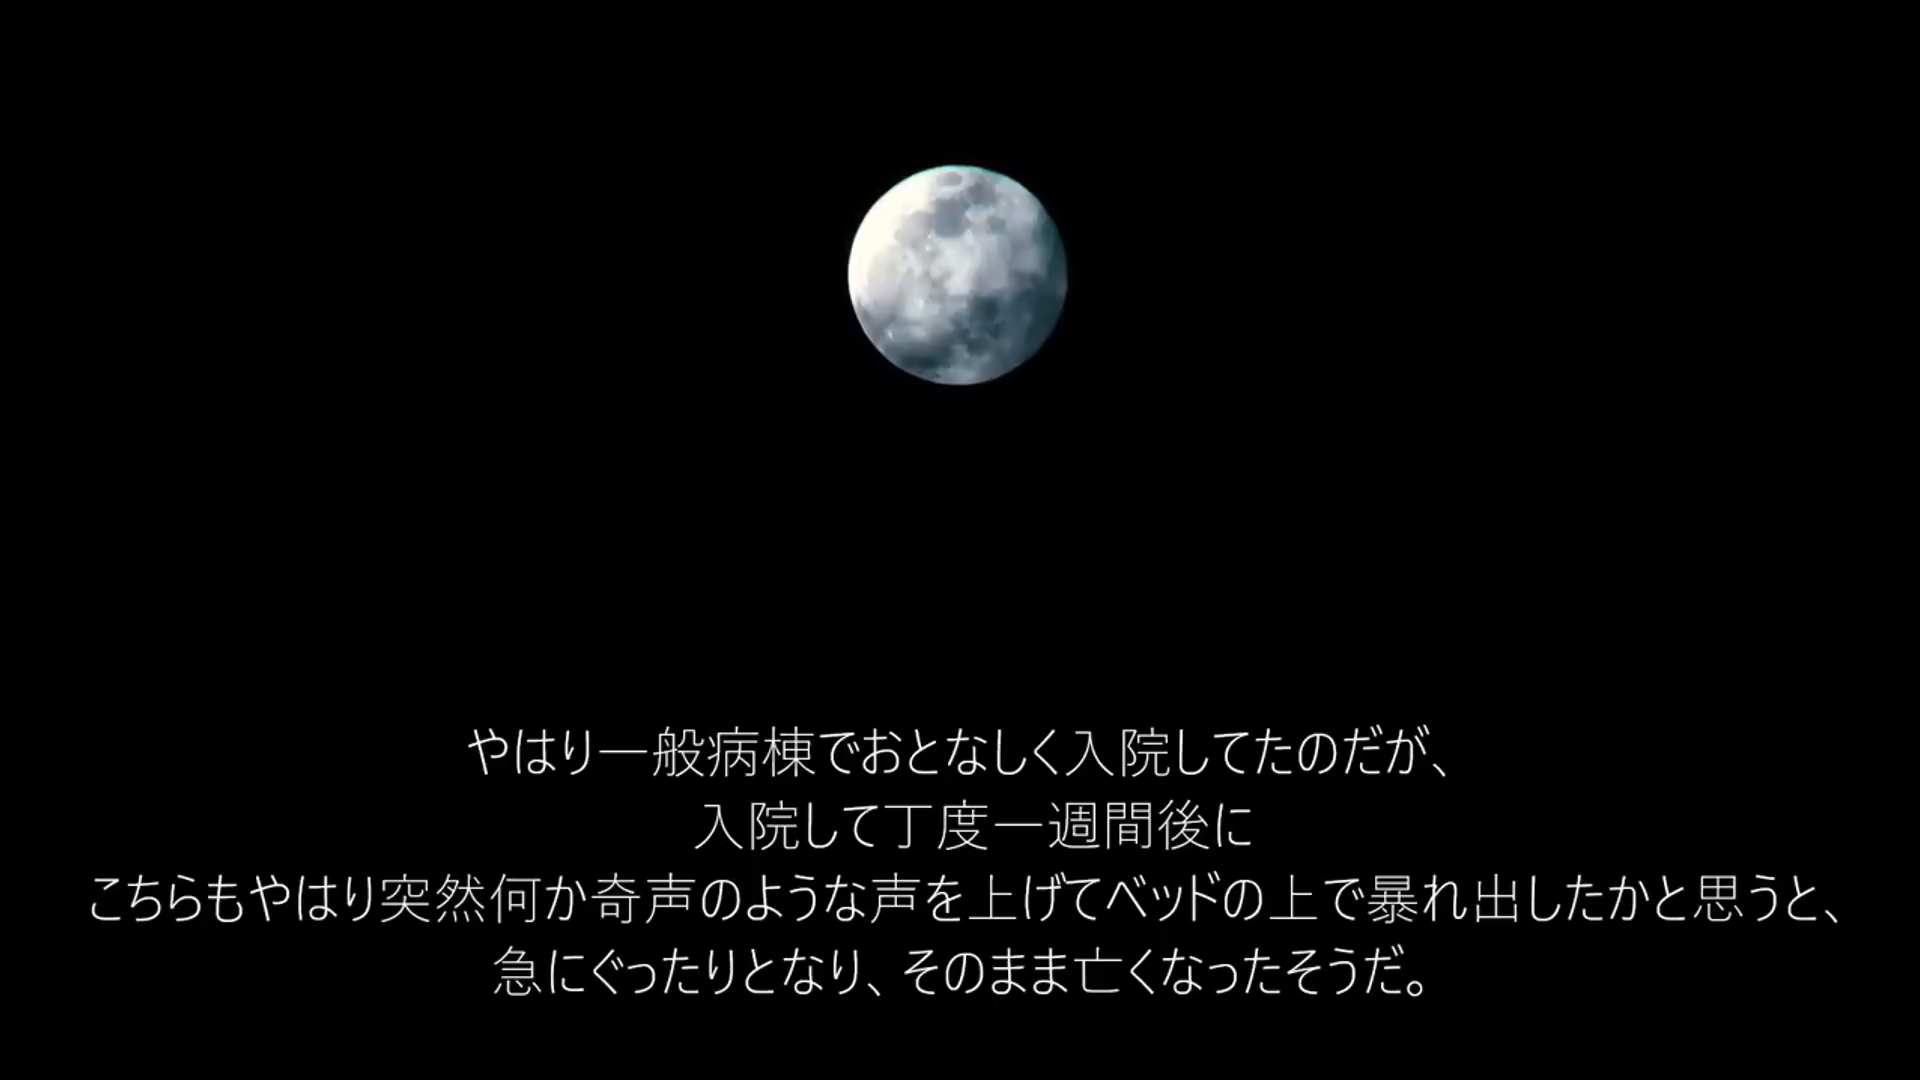 やはり一般病棟でおとなしく入院してたのだが、
入院して丁度一週間後に
こちらもやはり突然何か奇声のような声を上げてベッドの上で暴れ出したかと思うと、
急にぐったりとなり、そのまま亡くなったそうだ。